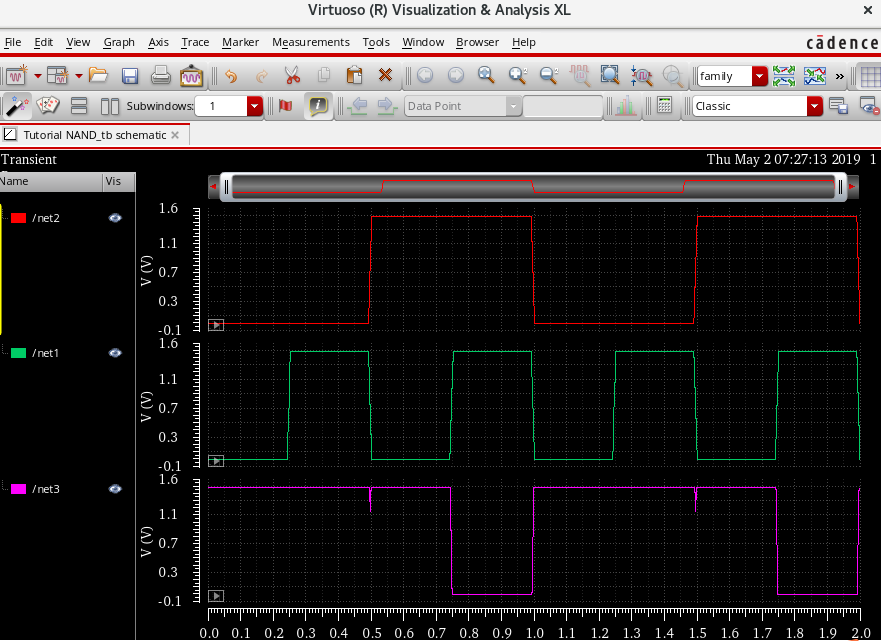 Virtuoso (R) Visualization & Analysis XL
File Edit View Graph Axis Trace Marker Measurements Tools Window Browser Help cādence
family »
Subwindows: 1 Data Point Classic
Tutorial NAND_tb schematic
Transient Thu May 2 07:27:13 2019 1
Name Vis
/net2
1.6
1.1
0.7
0.3
-0.1
V (V)
/net1
1.6
1.1
0.7
0.3
-0.1
V (V)
/net3
1.6
1.1
0.7
0.3
-0.1
V (V)
0.0 0.1 0.2 0.3 0.4 0.5 0.6 0.7 0.8 0.9 1.0 1.1 1.2 1.3 1.4 1.5 1.6 1.7 1.8 1.9 2.0